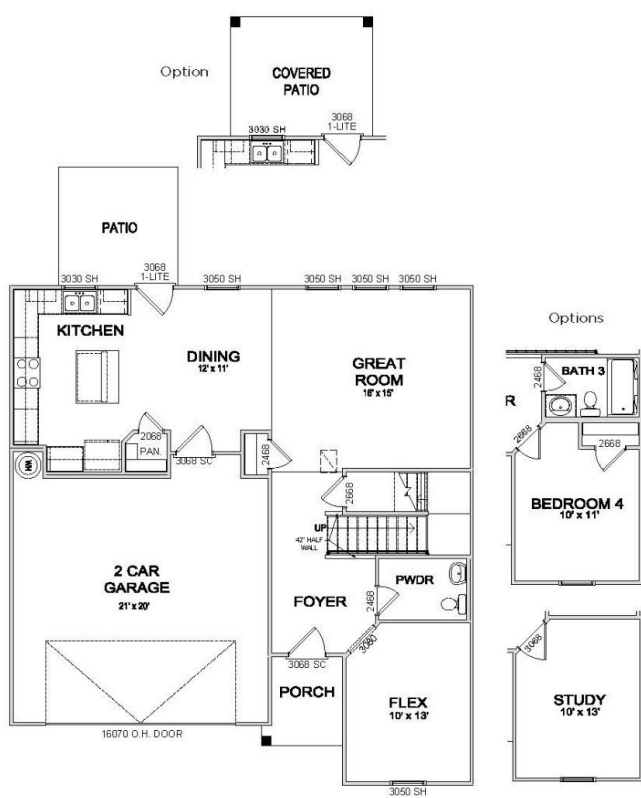 Option
COVERED
PATIO
3068
1-LITE
3030 SH
PATIO
3068
1-LITE
3030 SH
3050 SH
3050 SH
3050 SH
3050 SH
KITCHEN
DINING
12' x 11'
GREAT
ROOM
16' x 15'
2068
PAN.
3068 SC
2468
WH
2668
UP
42" HALF
WALL
2 CAR
GARAGE
21' x 20'
PWDR
2468
FOYER
3080
3068 SC
PORCH
FLEX
10' x 13'
16070 O.H. DOOR
3050 SH
Options
BATH 3
2468
R
2668
2668
BEDROOM 4
10' x 11'
3068
STUDY
10' x 13'